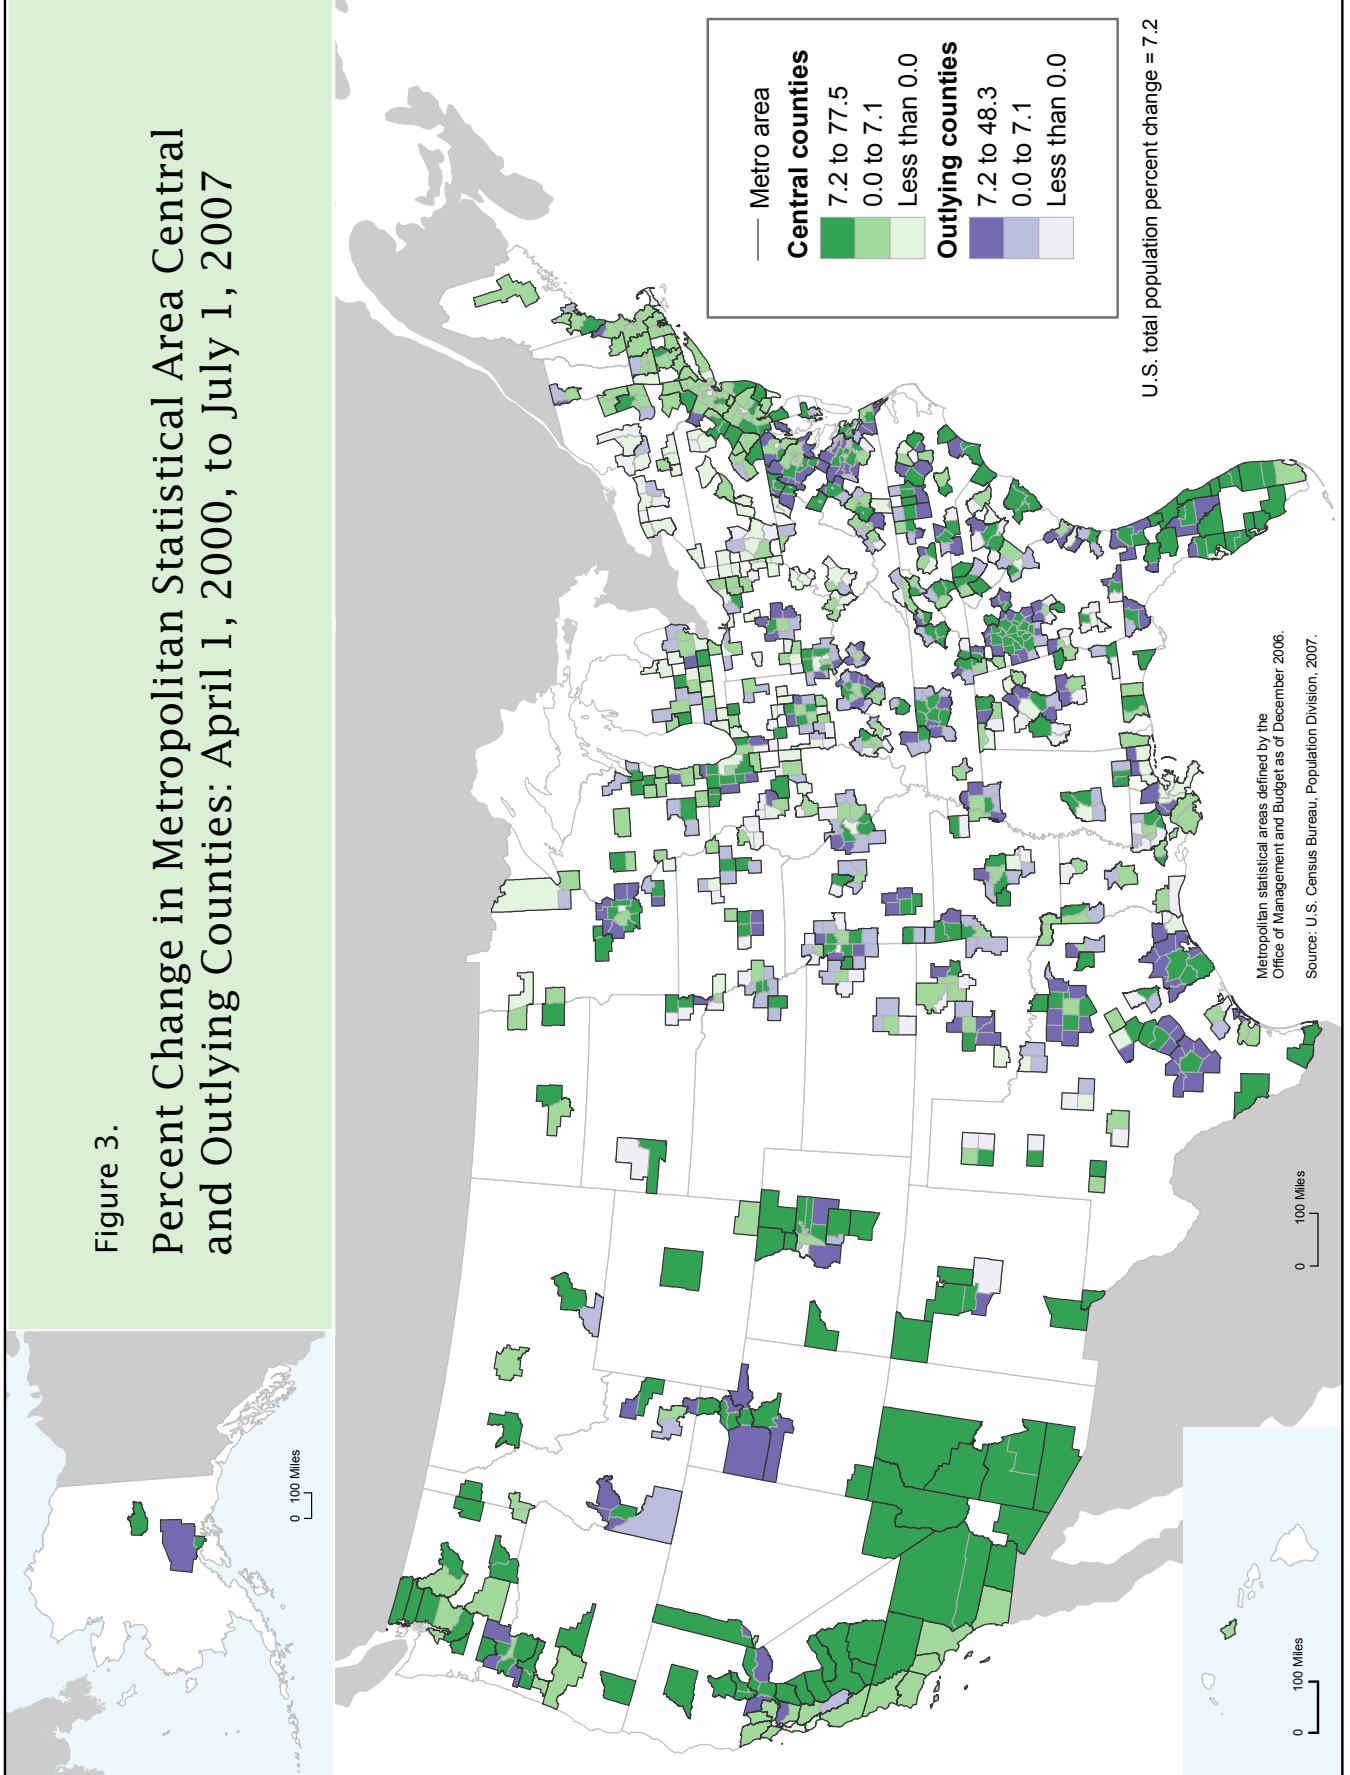 Figure 3.
Percent Change in Metropolitan Statistical Area Central
and Outlying Counties: April 1, 2000, to July 1, 2007
Metro area
Central counties
7.2 to 77.5
0.0 to 7.1
Less than 0.0
Outlying counties
7.2 to 48.3
0.0 to 7.1
Less than 0.0
U.S. total population percent change = 7.2
0 100 Miles
0 100 Miles
0 100 Miles
Metropolitan statistical areas defined by the
Office of Management and Budget as of December 2006.
Source: U.S. Census Bureau, Population Division, 2007.